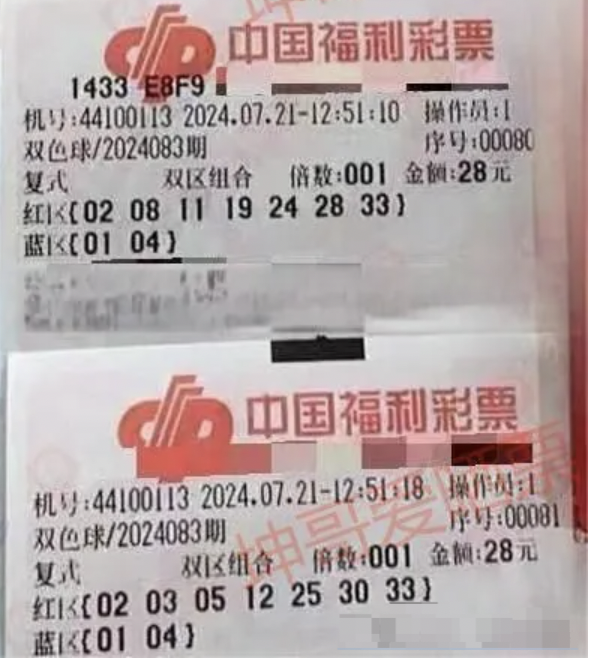 中国福利彩票
1433 E8F9
机号:44100113 2024.07.21-12:51:10 操作员:1
双色球/2024083期 序号:00080
复式 双区组合 倍数:001 金额:28元
红区{02 08 11 19 24 28 33}
蓝区{01 04}
中国福利彩票
机号:44100113 2024.07.21-12:51:18 操作员:1
双色球/2024083期 序号:00081
复式 双区组合 倍数:001 金额:28元
红区{02 03 05 12 25 30 33}
蓝区{01 04}